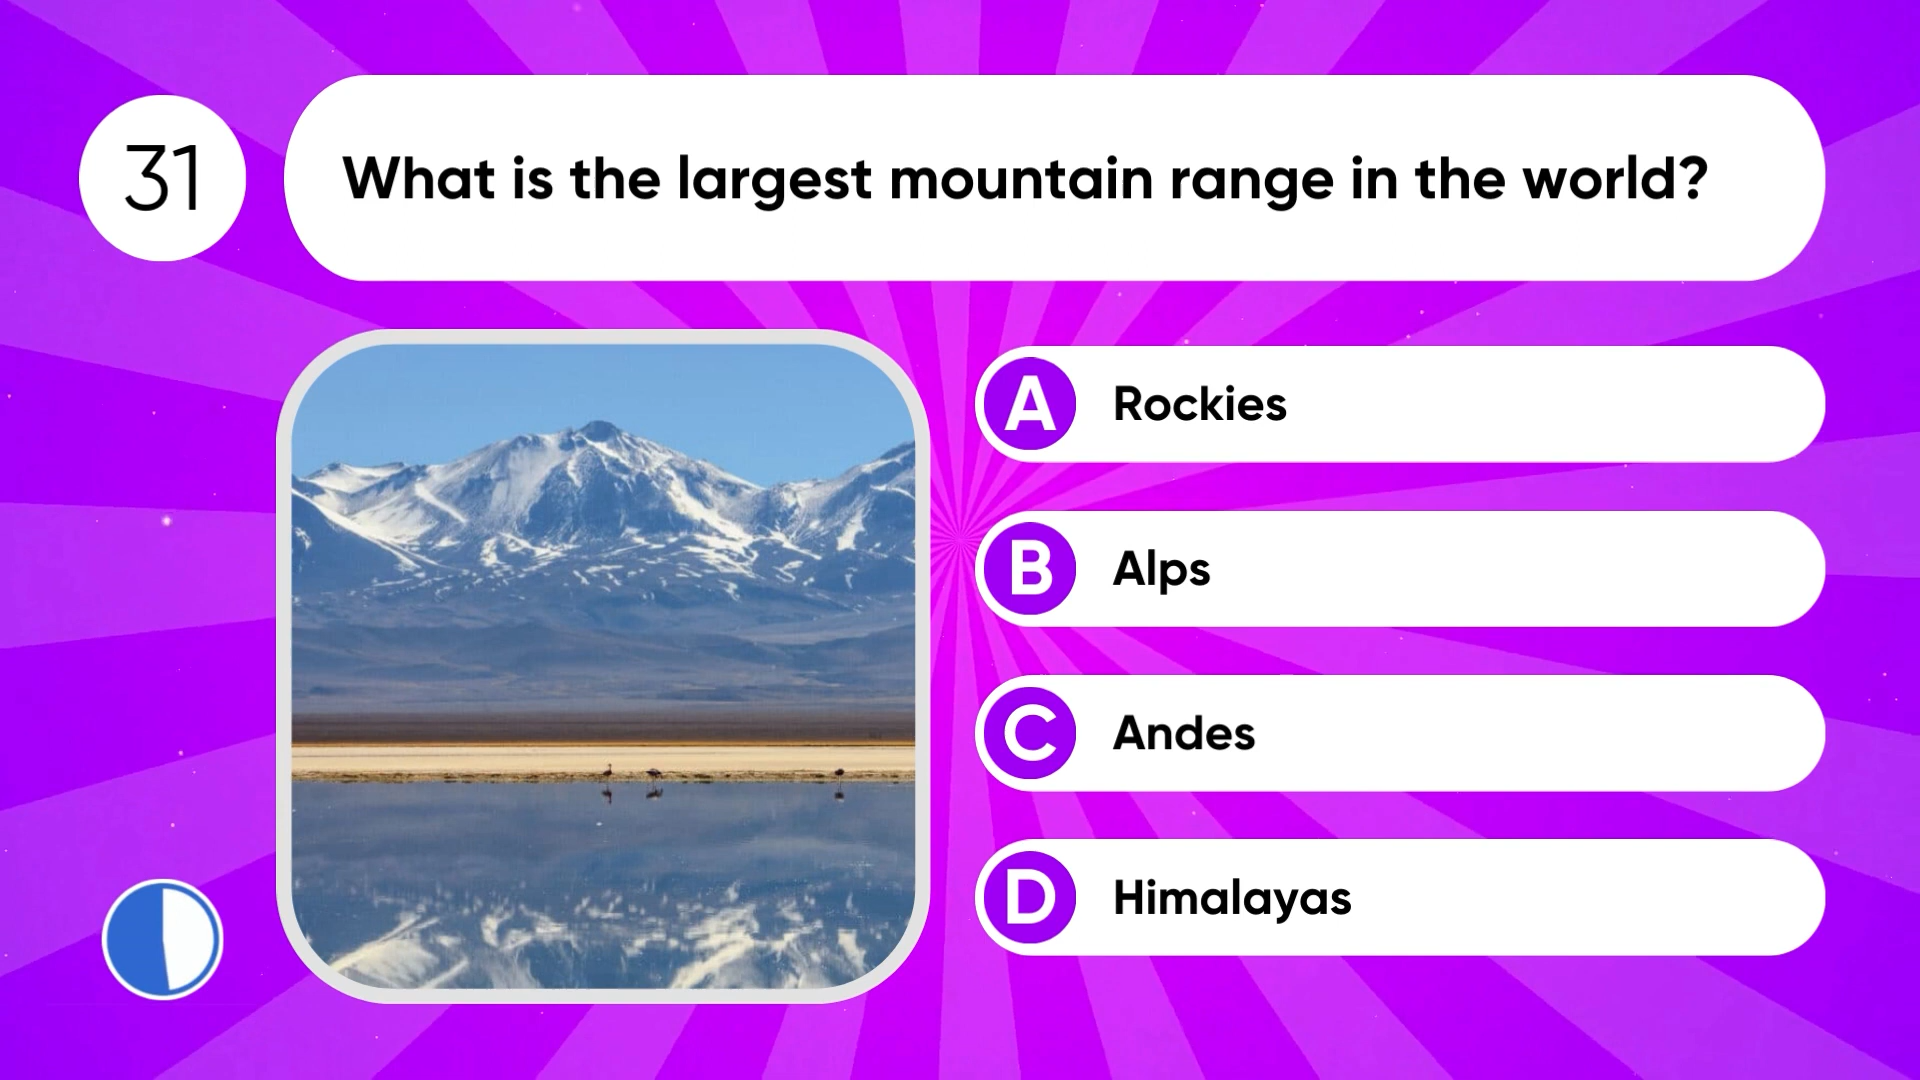 31
What is the largest mountain range in the world?
A Rockies
B Alps
C Andes
D Himalayas